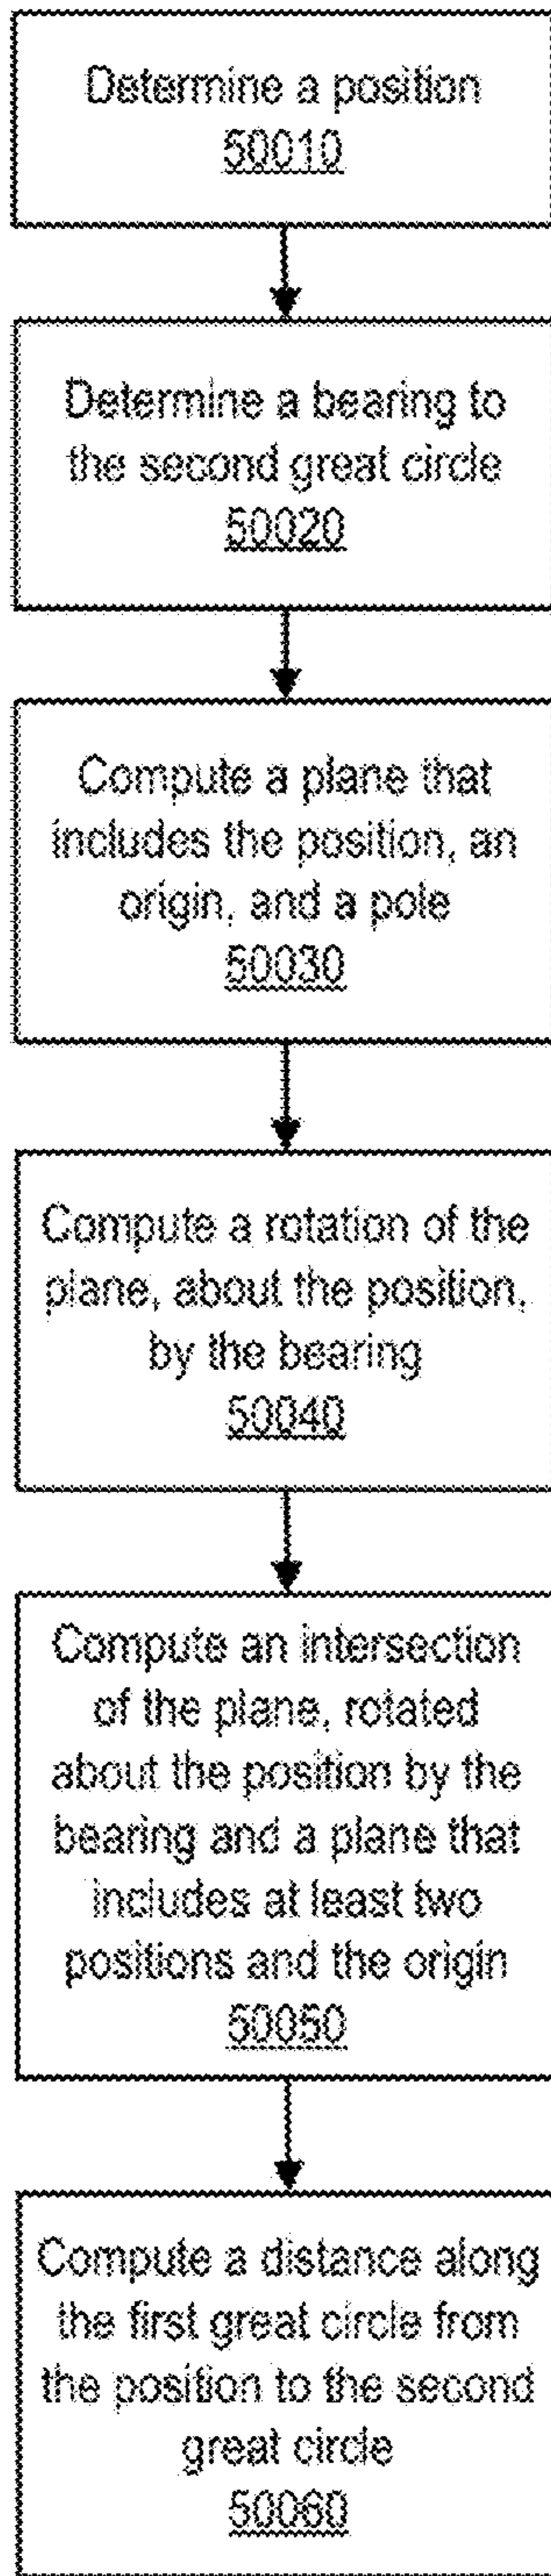 Determine a position
50010
Determine a bearing to
the second great circle
50020
Compute a plane that
includes the position, an
origin, and a pole
50030
Compute a rotation of the
plane, about the position,
by the bearing
50040
Compute an intersection
of the plane, rotated
about the position by the
bearing and a plane that
includes at least two
positions and the origin
50050
Compute a distance along
the first great circle from
the position to the second
great circle
50060